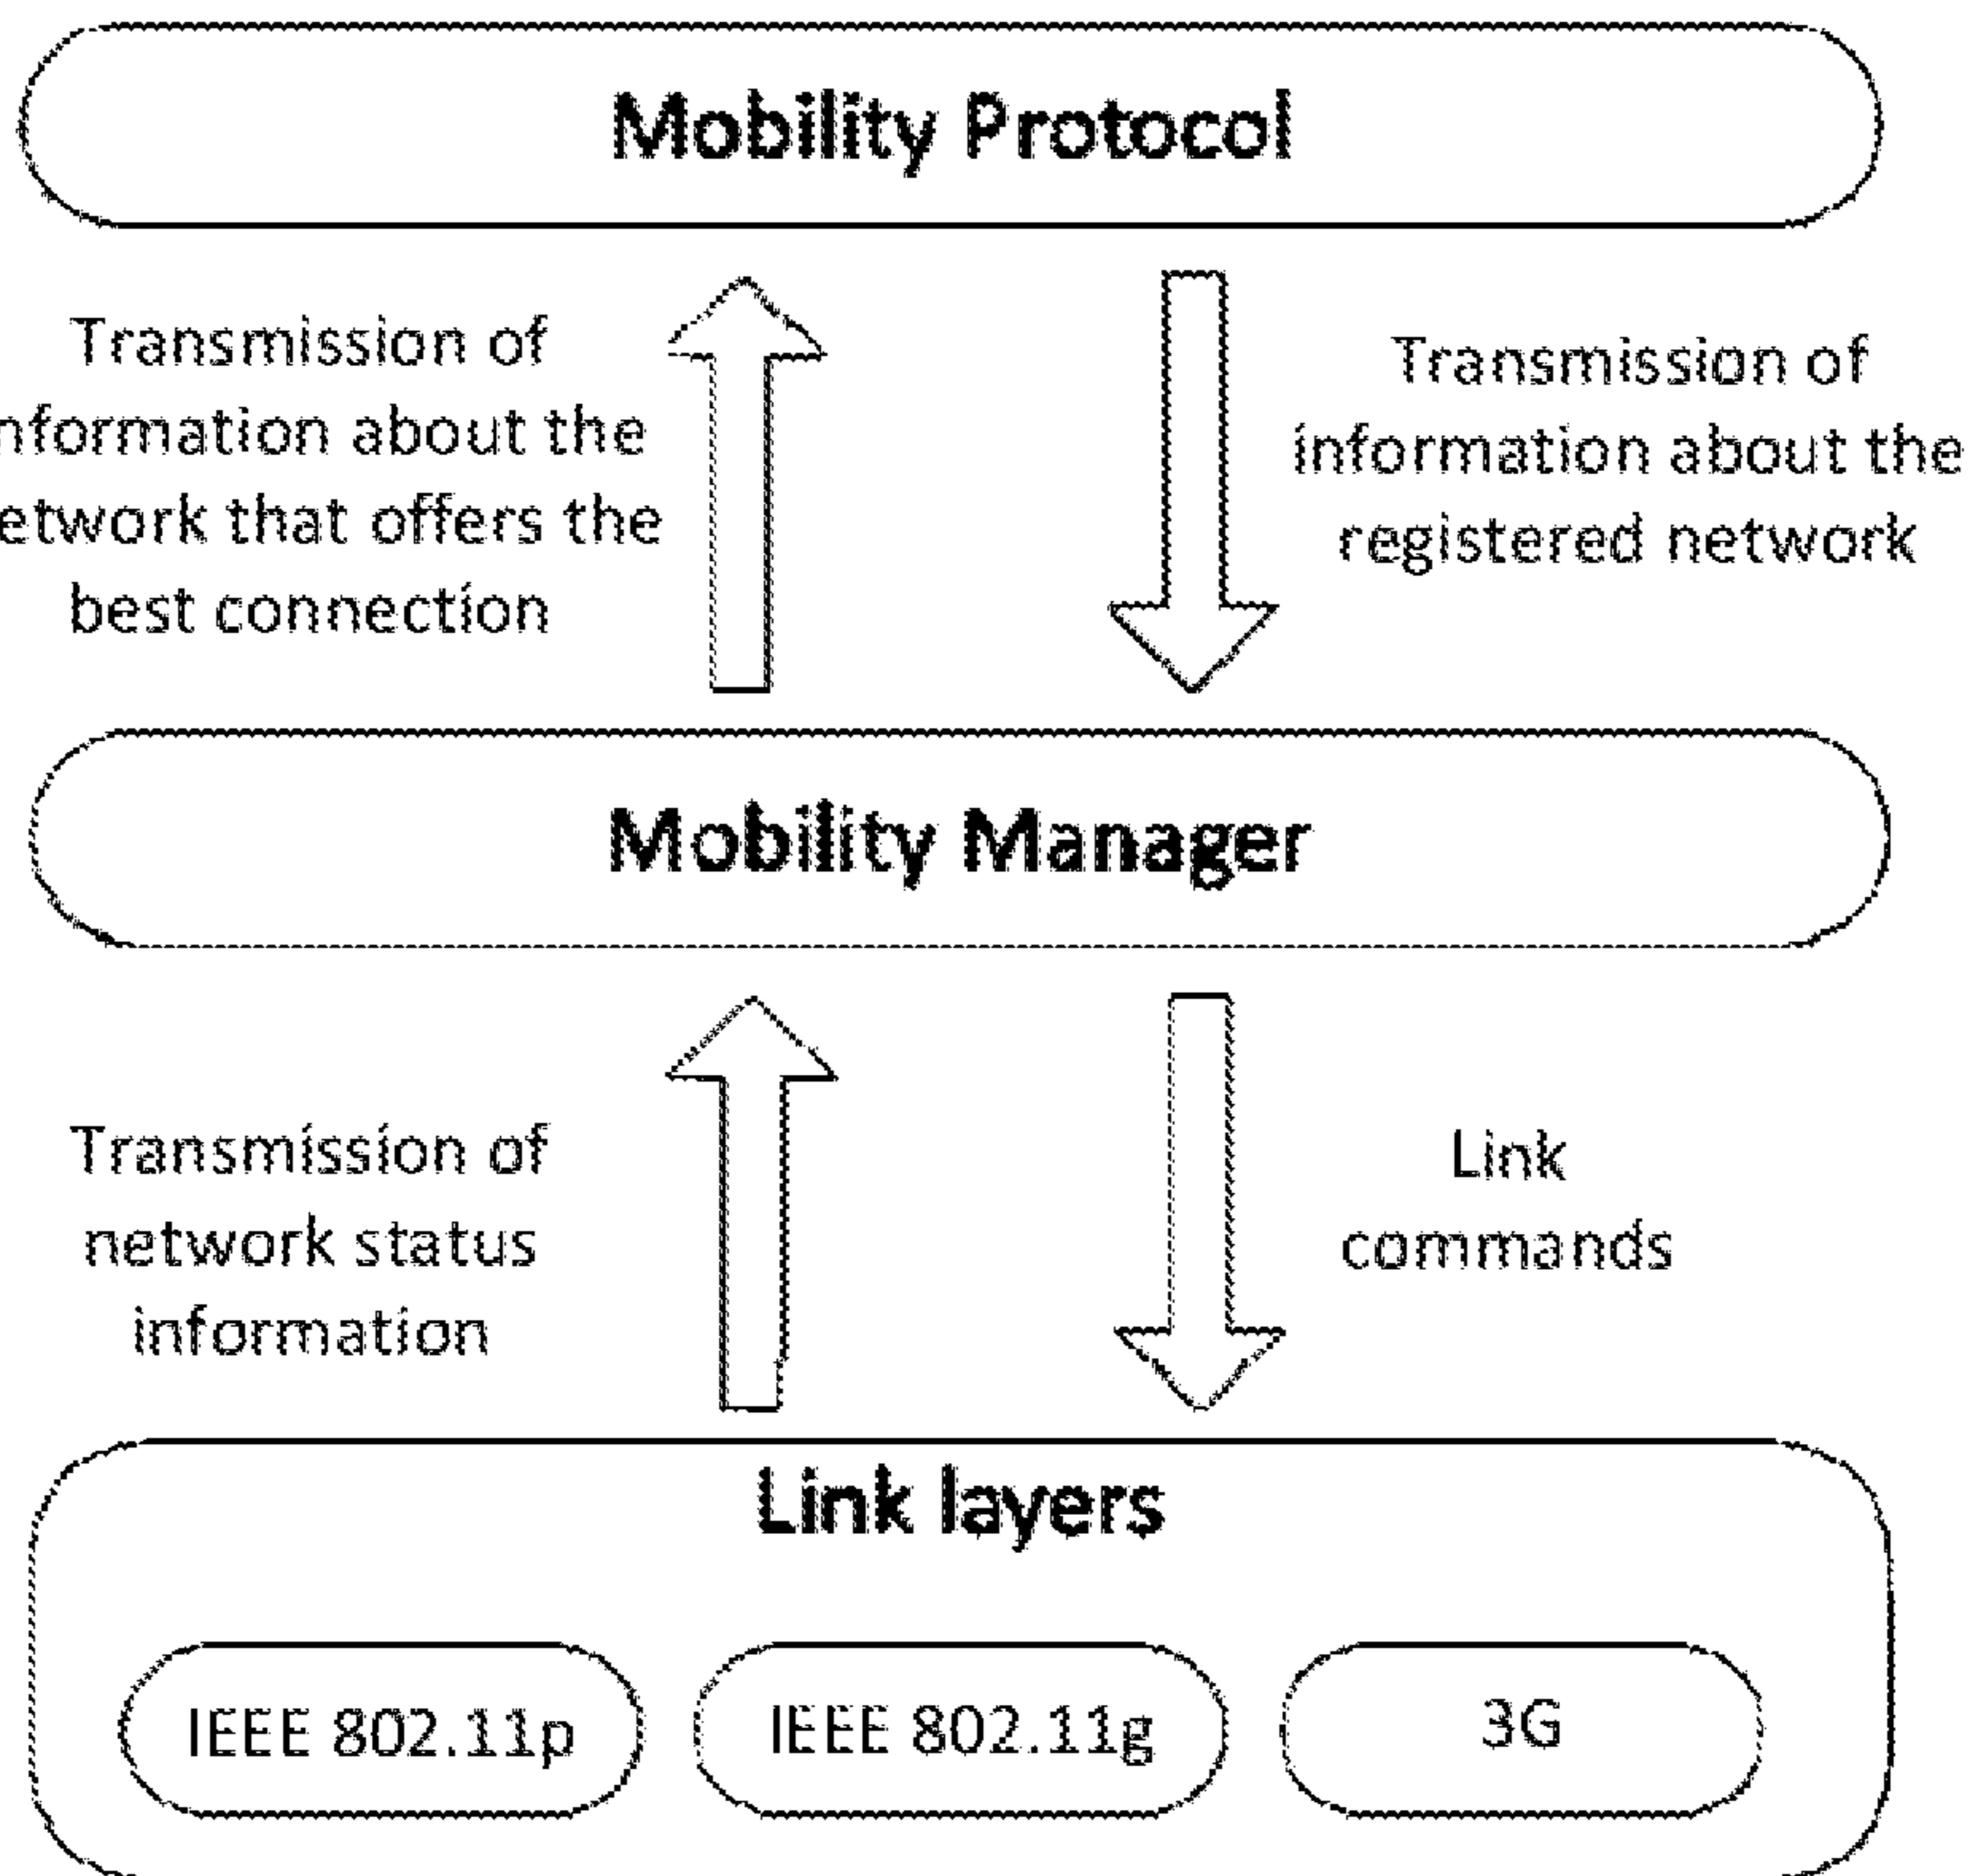 Mobility Protocol
Transmission of
nformation about the
etwork that offers the
best connection
Transmission of
information about the
registered network
Mobility Manager
Transmission of
network status
information
Link
commands
Link layers
IEEE 802.11p
IEEE 802.11g
3G